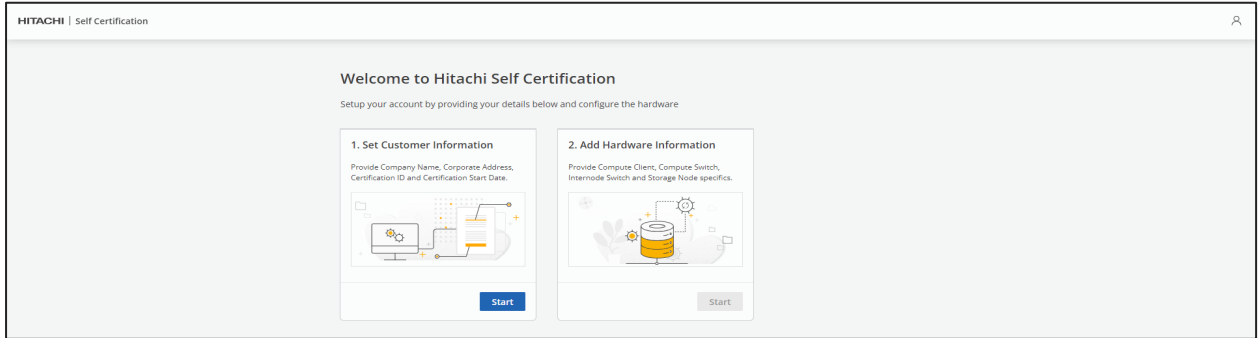 HITACHI | Self Certification
Welcome to Hitachi Self Certification
Setup your account by providing your details below and configure the hardware
1. Set Customer Information
Provide Company Name, Corporate Address,
Certification ID and Certification Start Date.
Start
2. Add Hardware Information
Provide Compute Client, Compute Switch,
Internode Switch and Storage Node specifics.
Start